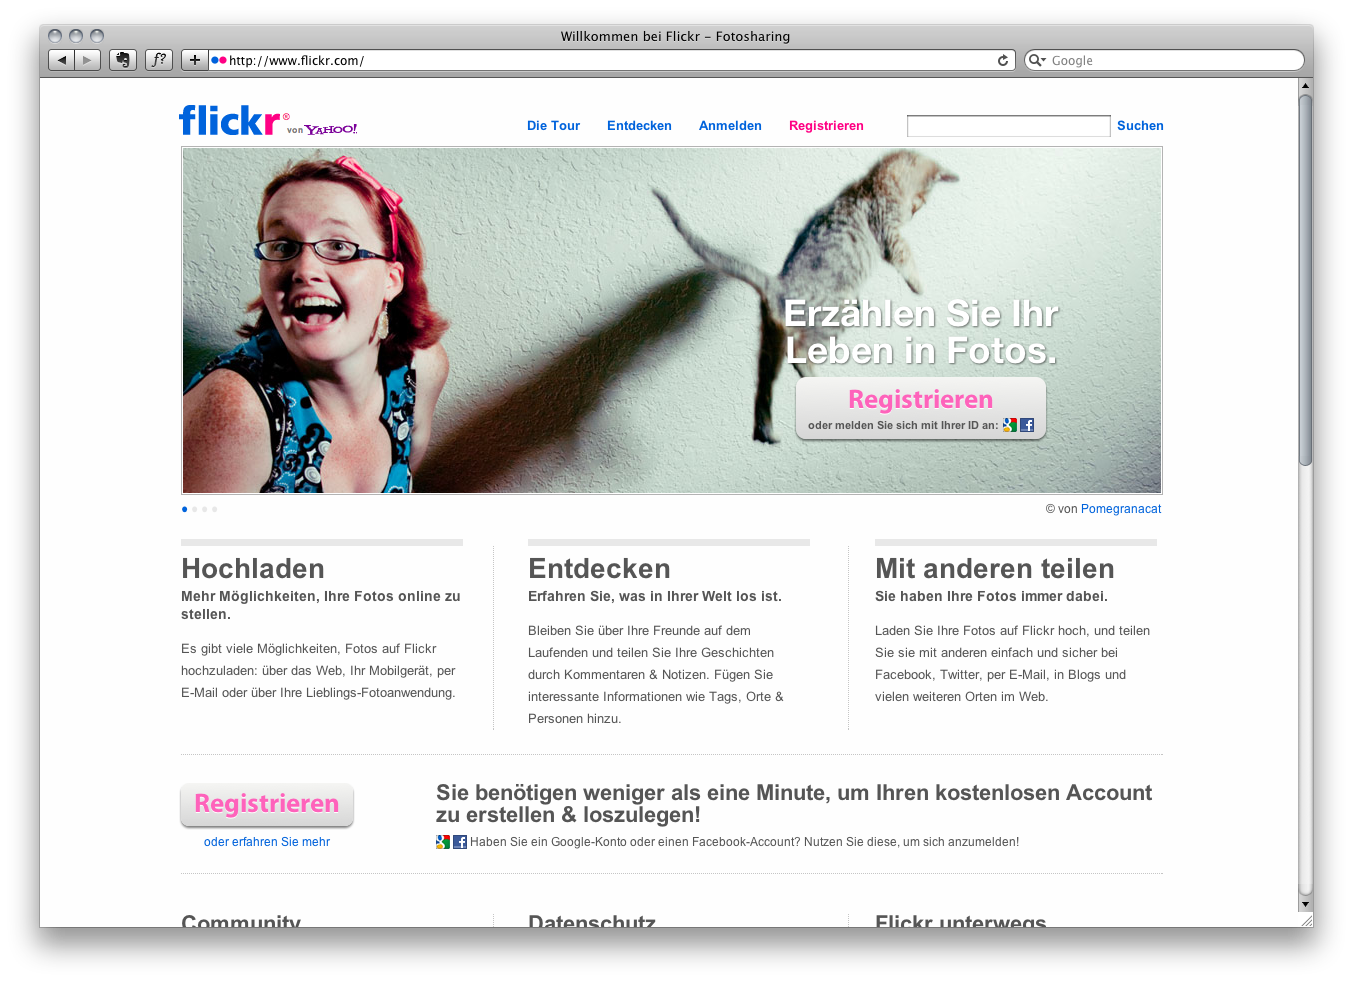 Willkommen bei Flickr – Fotosharing
f?
+
http://www.flickr.com/
Google
flickr® von YAHOO!
Die Tour Entdecken Anmelden Registrieren Suchen
Erzählen Sie Ihr
Leben in Fotos.
Registrieren
oder melden Sie sich mit Ihrer ID an:
© von Pomegranacat
Hochladen
Mehr Möglichkeiten, Ihre Fotos online zu
stellen.
Es gibt viele Möglichkeiten, Fotos auf Flickr
hochzuladen: über das Web, Ihr Mobilgerät, per
E-Mail oder über Ihre Lieblings-Fotoanwendung.
Entdecken
Erfahren Sie, was in Ihrer Welt los ist.
Bleiben Sie über Ihre Freunde auf dem
Laufenden und teilen Sie Ihre Geschichten
durch Kommentaren & Notizen. Fügen Sie
interessante Informationen wie Tags, Orte &
Personen hinzu.
Mit anderen teilen
Sie haben Ihre Fotos immer dabei.
Laden Sie Ihre Fotos auf Flickr hoch, und teilen
Sie sie mit anderen einfach und sicher bei
Facebook, Twitter, per E-Mail, in Blogs und
vielen weiteren Orten im Web.
Registrieren
oder erfahren Sie mehr
Sie benötigen weniger als eine Minute, um Ihren kostenlosen Account
zu erstellen & loszulegen!
Haben Sie ein Google-Konto oder einen Facebook-Account? Nutzen Sie diese, um sich anzumelden!
Community
Datenschutz
Flickr unterwegs